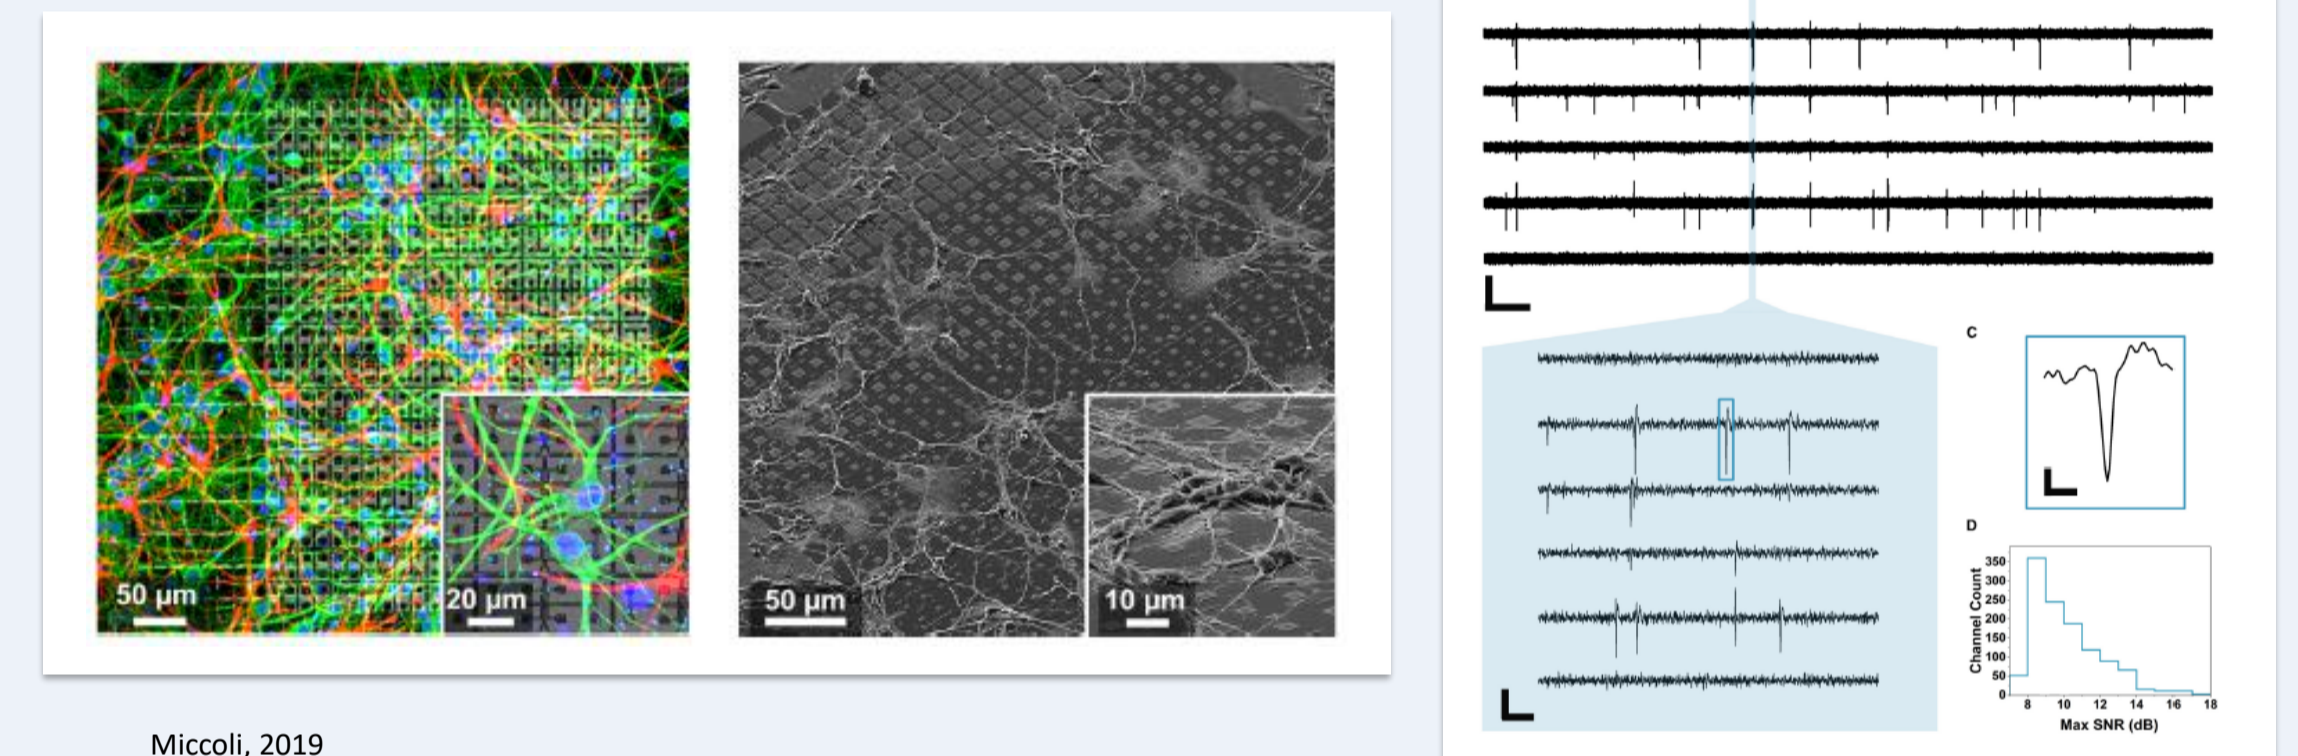 50 µm
20 µm
50 µm
10 µm
Miccoli, 2019
C
D
Channel Count
350
300
250
200
150
100
50
0
8 10 12 14 16 18
Max SNR (dB)